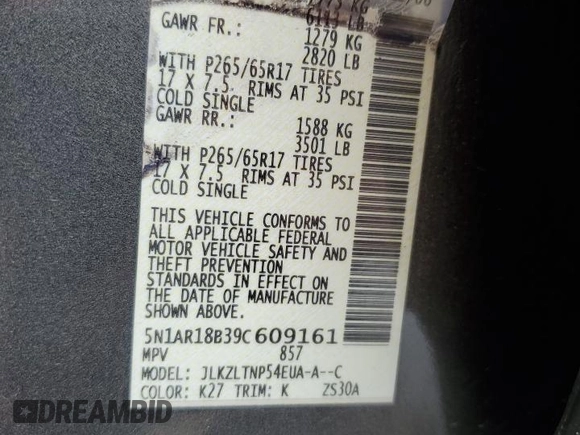 6113 LB
GAWR FR.: 1279 KG
2820 LB
WITH P265/65R17 TIRES
17 X 7.5 RIMS AT 35 PSI
COLD SINGLE
GAWR RR.: 1588 KG
3501 LB
WITH P265/65R17 TIRES
17 X 7.5 RIMS AT 35 PSI
COLD SINGLE
THIS VEHICLE CONFORMS TO
ALL APPLICABLE FEDERAL
MOTOR VEHICLE SAFETY AND
THEFT PREVENTION
STANDARDS IN EFFECT ON
THE DATE OF MANUFACTURE
SHOWN ABOVE.
5N1AR18B39C609161
MPV 857
MODEL: JLKZLTNP54EUA-A--C
COLOR: K27 TRIM: K ZS30A
DREAMBID